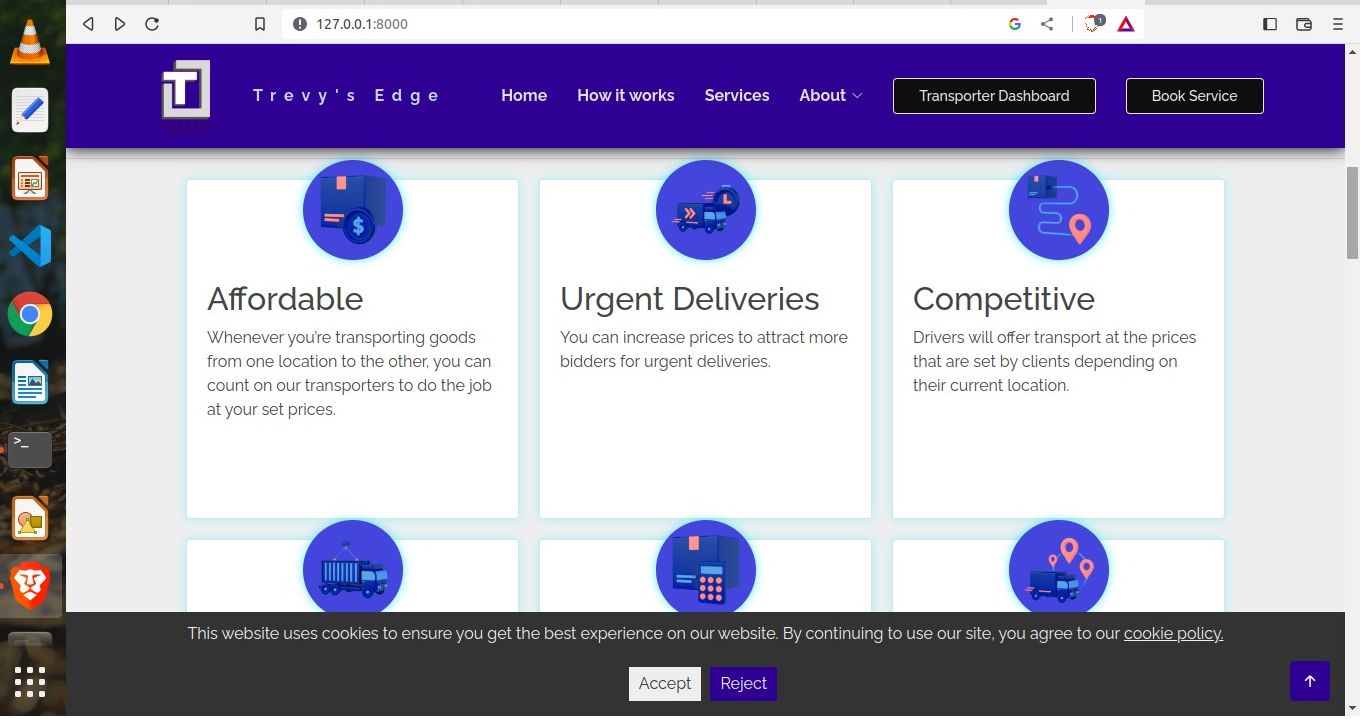 127.0.0.1:8000
1
T
Trevy's Edge
Home
How it works
Services
About
Transporter Dashboard
Book Service
Affordable
Whenever you’re transporting goods
from one location to the other, you can
count on our transporters to do the job
at your set prices.
Urgent Deliveries
You can increase prices to attract more
bidders for urgent deliveries.
Competitive
Drivers will offer transport at the prices
that are set by clients depending on
their current location.
This website uses cookies to ensure you get the best experience on our website. By continuing to use our site, you agree to our cookie policy.
Accept
Reject